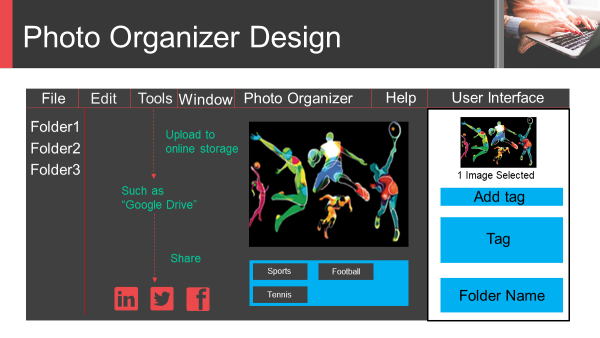 Photo Organizer Design
File
Edit
Tools
Window
Photo Organizer
Help
User Interface
Folder1
Folder2
Folder3
Upload to
online storage
Such as
“Google Drive”
Share
in
f
Sports
Football
Tennis
1 Image Selected
Add tag
Tag
Folder Name